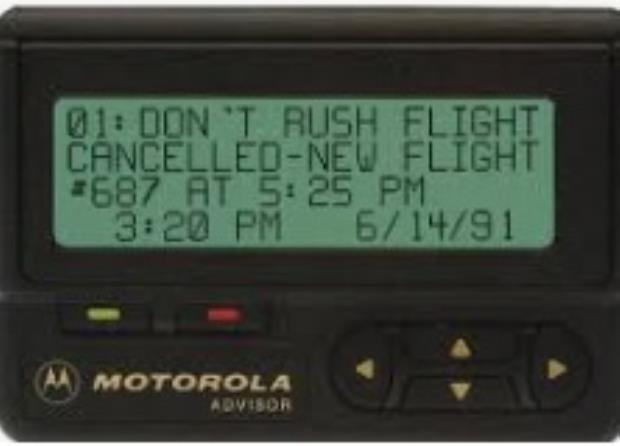 01: DON'T RUSH FLIGHT
CANCELLED-NEW FLIGHT
#687 AT 5:25 PM
3:20 PM 6/14/91
MOTOROLA
ADVISOR